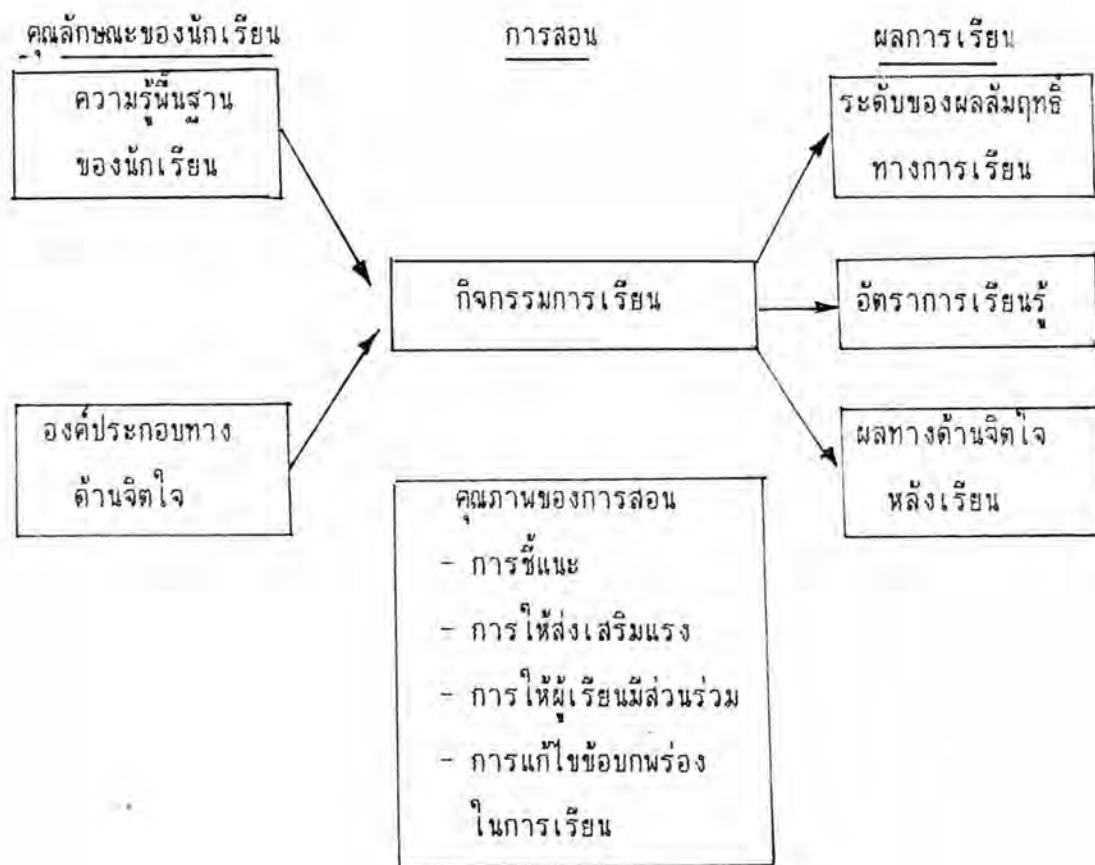 คุณลักษณะของนักเรียน
การสอน
ผลการเรียน
ความรู้พื้นฐาน
ของนักเรียน
ระดับของผลสัมฤทธิ์
ทางการเรียน
กิจกรรมการเรียน
อัตราการเรียนรู้
องค์ประกอบทาง
ด้านจิตใจ
ผลทางด้านจิตใจ
หลังเรียน
คุณภาพของการสอน
- การชี้แนะ
- การให้ส่งเสริมแรง
- การให้ผู้เรียนมีส่วนร่วม
- การแก้ไขข้อบกพร่อง
ในการเรียน